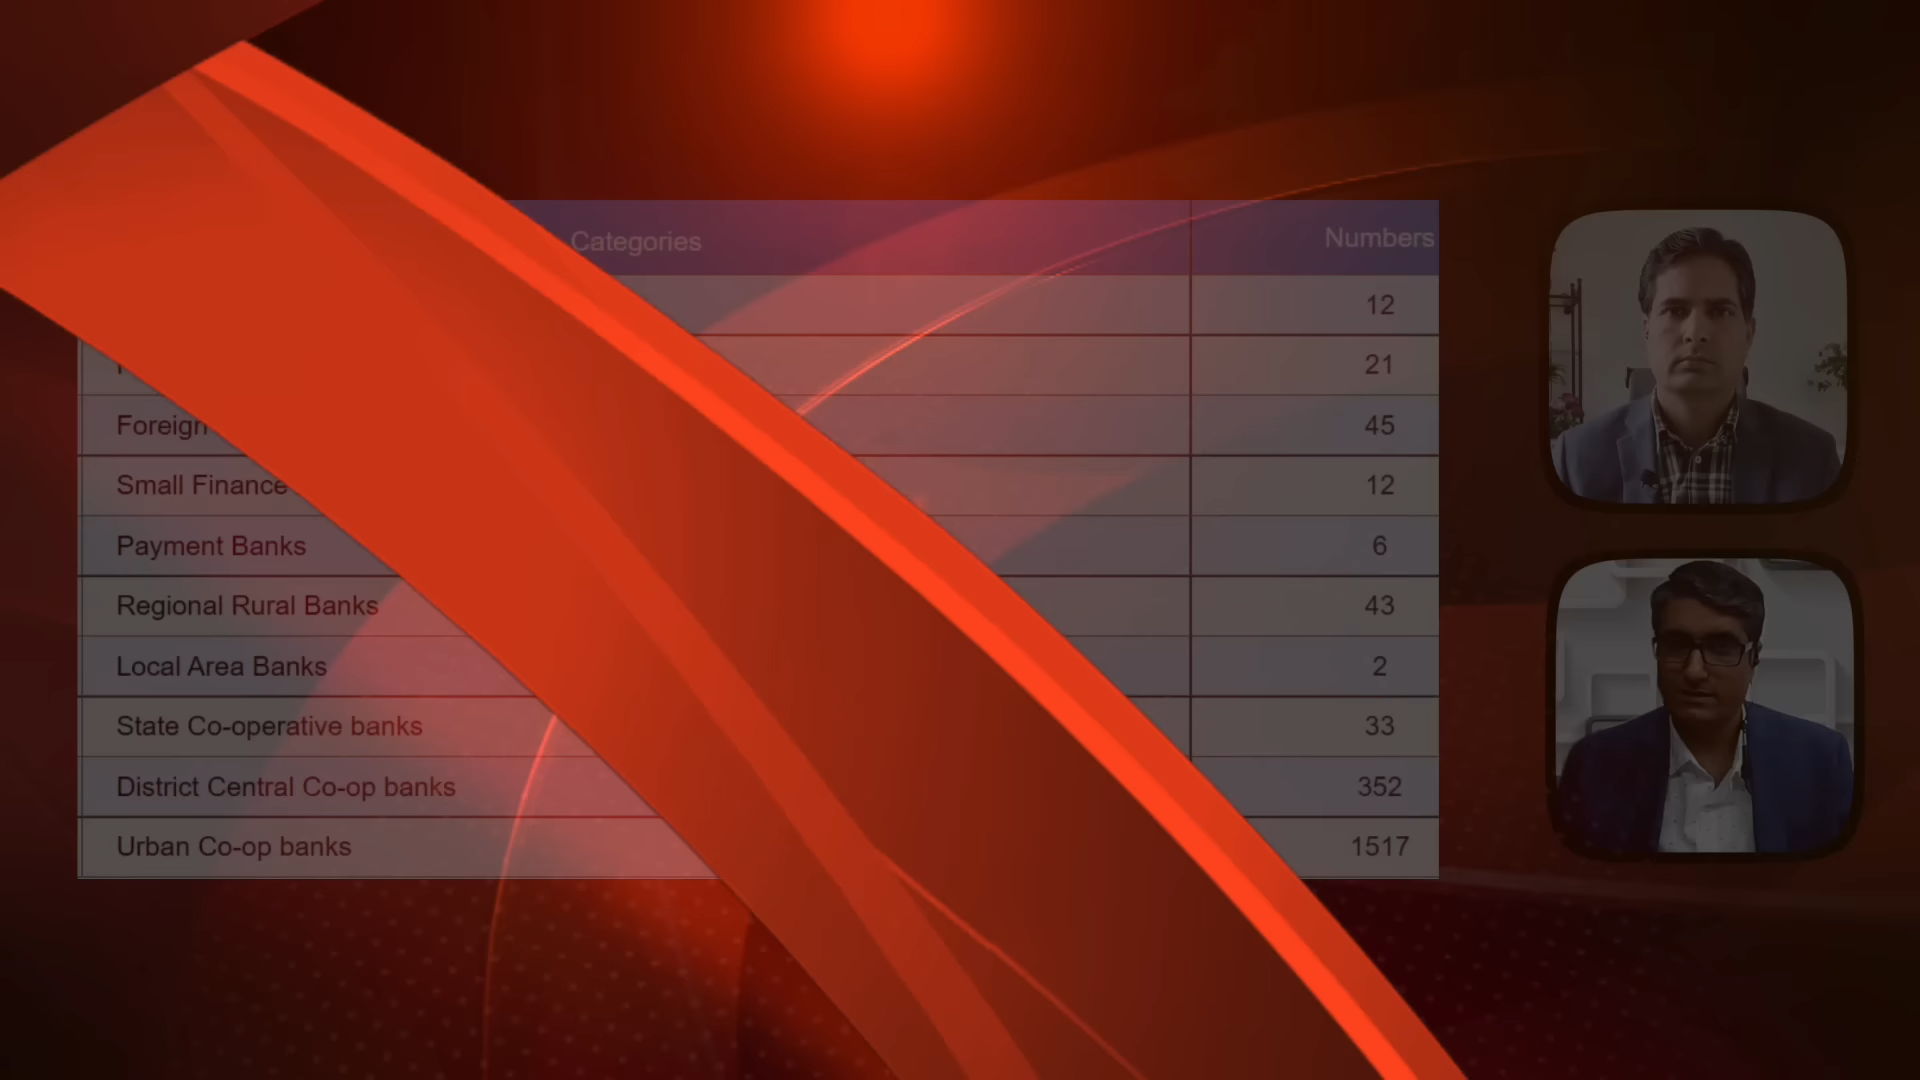 Categories Numbers
12
21
Foreign 45
Small Finance 12
Payment Banks 6
Regional Rural Banks 43
Local Area Banks 2
State Co-operative banks 33
District Central Co-op banks 352
Urban Co-op banks 1517